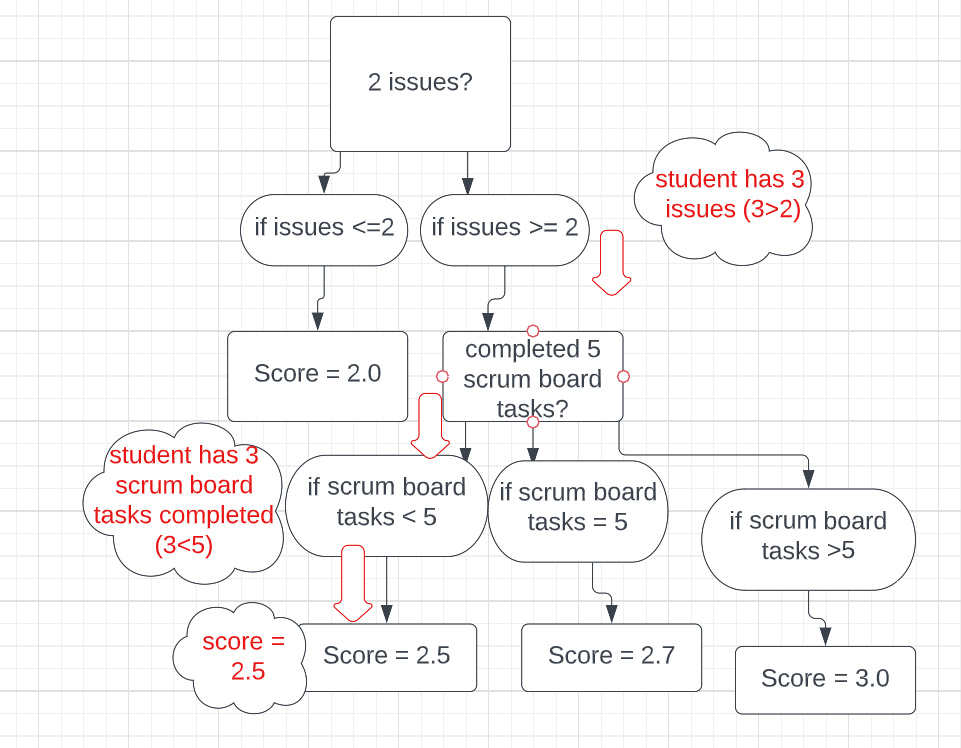 2 issues?
student has 3
issues (3>2)
if issues <=2
if issues >= 2
Score = 2.0
completed 5
scrum board
tasks?
student has 3
scrum board
tasks completed
(3<5)
if scrum board
tasks < 5
if scrum board
tasks = 5
if scrum board
tasks >5
score =
2.5
Score = 2.5
Score = 2.7
Score = 3.0